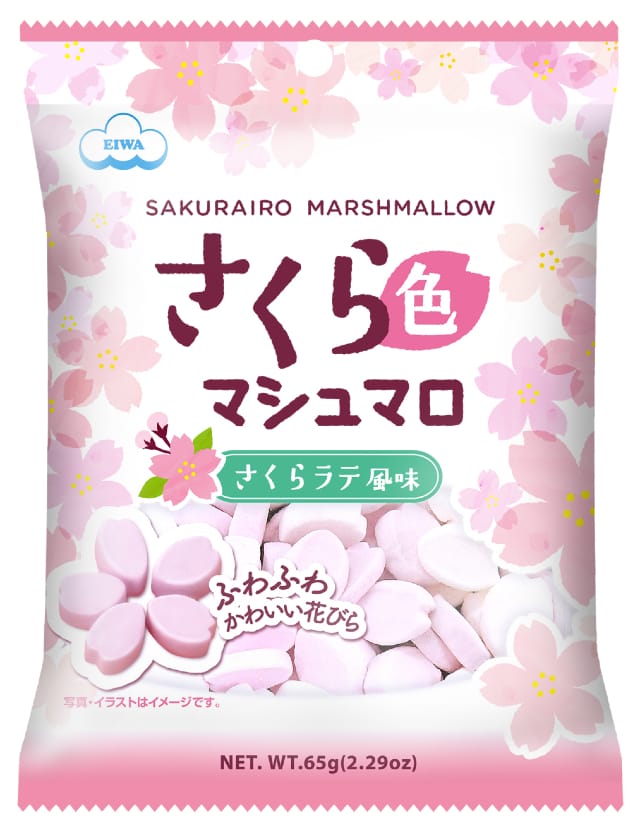 EIWA
SAKURAIRO MARSHMALLOW
さくら色
マシュマロ
さくらラテ風味
ふわふわ
かわいい花びら
写真・イラストはイメージです。
NET. WT.65g(2.29oz)